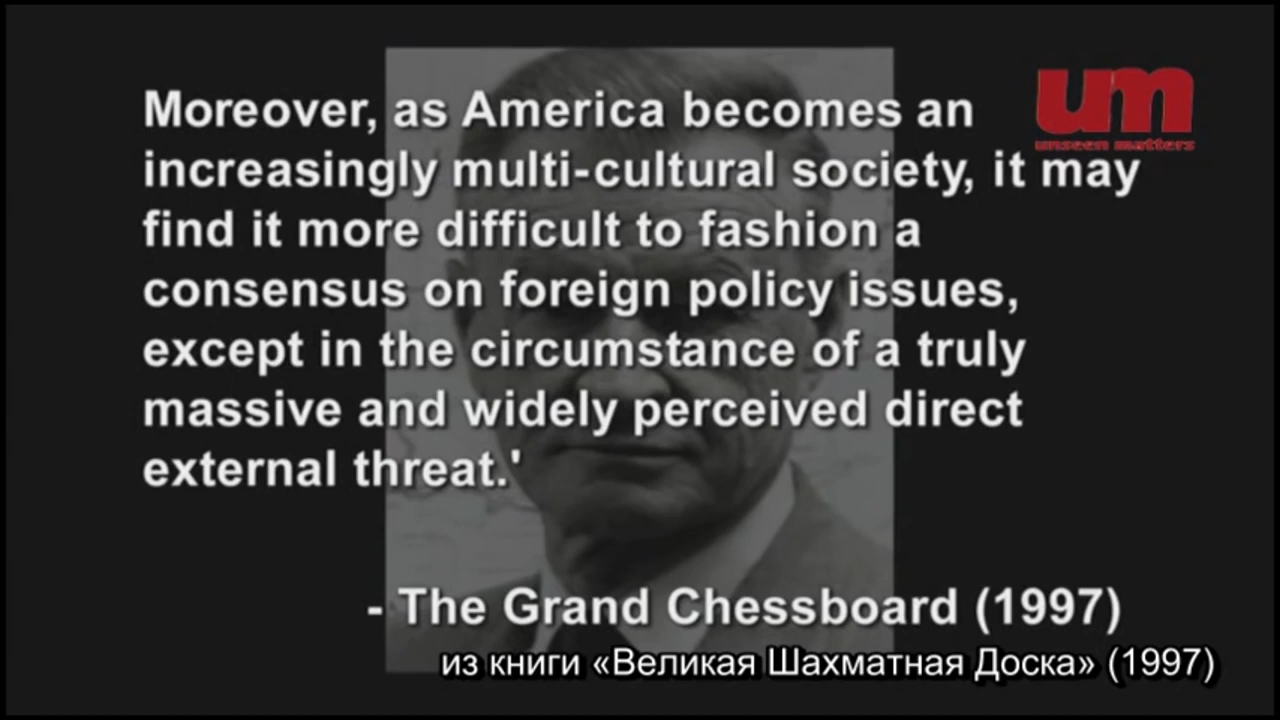 um
unseen matters
Moreover, as America becomes an
increasingly multi-cultural society, it may
find it more difficult to fashion a
consensus on foreign policy issues,
except in the circumstance of a truly
massive and widely perceived direct
external threat.'
- The Grand Chessboard (1997)
из книги «Великая Шахматная Доска» (1997)